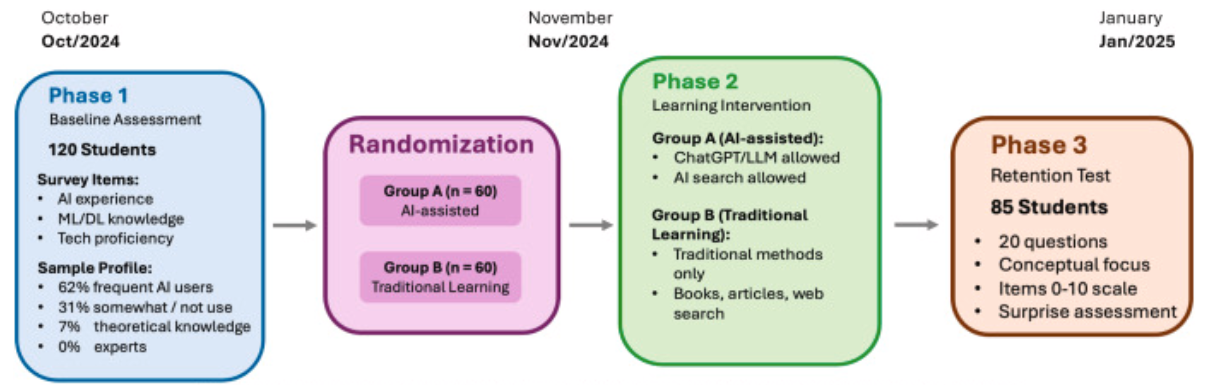 October
Oct/2024
November
Nov/2024
January
Jan/2025
Phase 1
Baseline Assessment
120 Students
Survey Items:
• AI experience
• ML/DL knowledge
• Tech proficiency
Sample Profile:
• 62% frequent AI users
• 31% somewhat / not use
• 7% theoretical knowledge
• 0% experts
Randomization
Group A (n = 60)
AI-assisted
Group B (n = 60)
Traditional Learning
Phase 2
Learning Intervention
Group A (AI-assisted):
• ChatGPT/LLM allowed
• AI search allowed
Group B (Traditional
Learning):
• Traditional methods
only
• Books, articles, web
search
Phase 3
Retention Test
85 Students
• 20 questions
• Conceptual focus
• Items 0-10 scale
• Surprise assessment